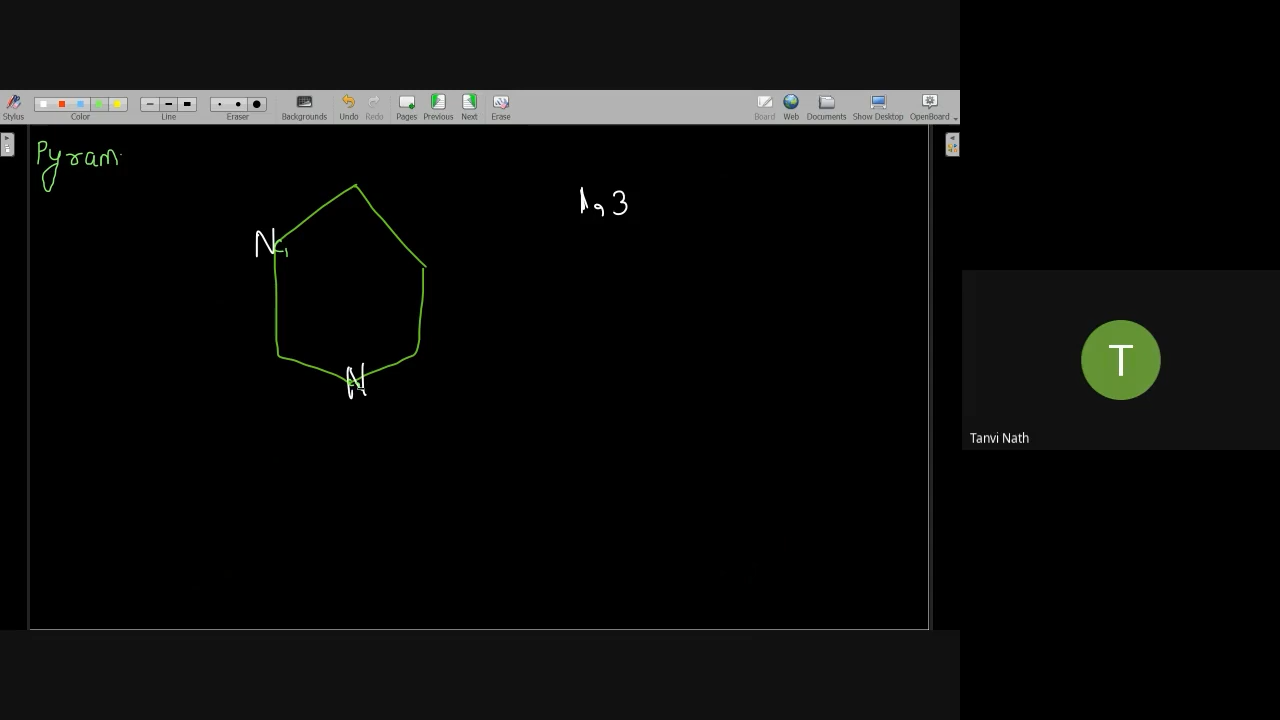 Stylus Color Line Eraser Backgrounds Undo Redo Pages Previous Next Erase Board Web Documents Show Desktop OpenBoard
Pyram
1,3
N
N
T
Tanvi Nath